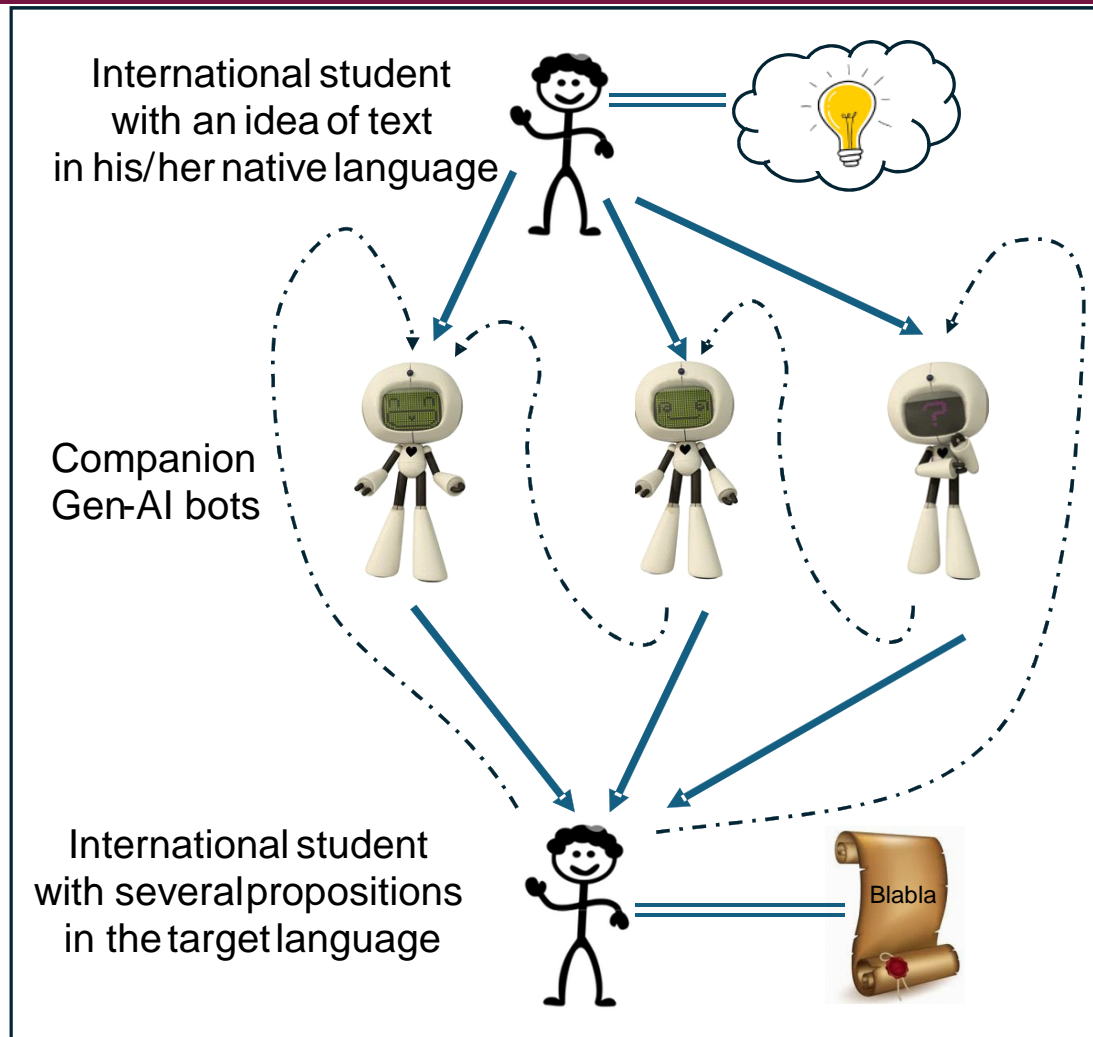 International student
with an idea of text
in his/her native language
Companion
Gen-AI bots
?
International student
with several propositions
in the target language
Blabla